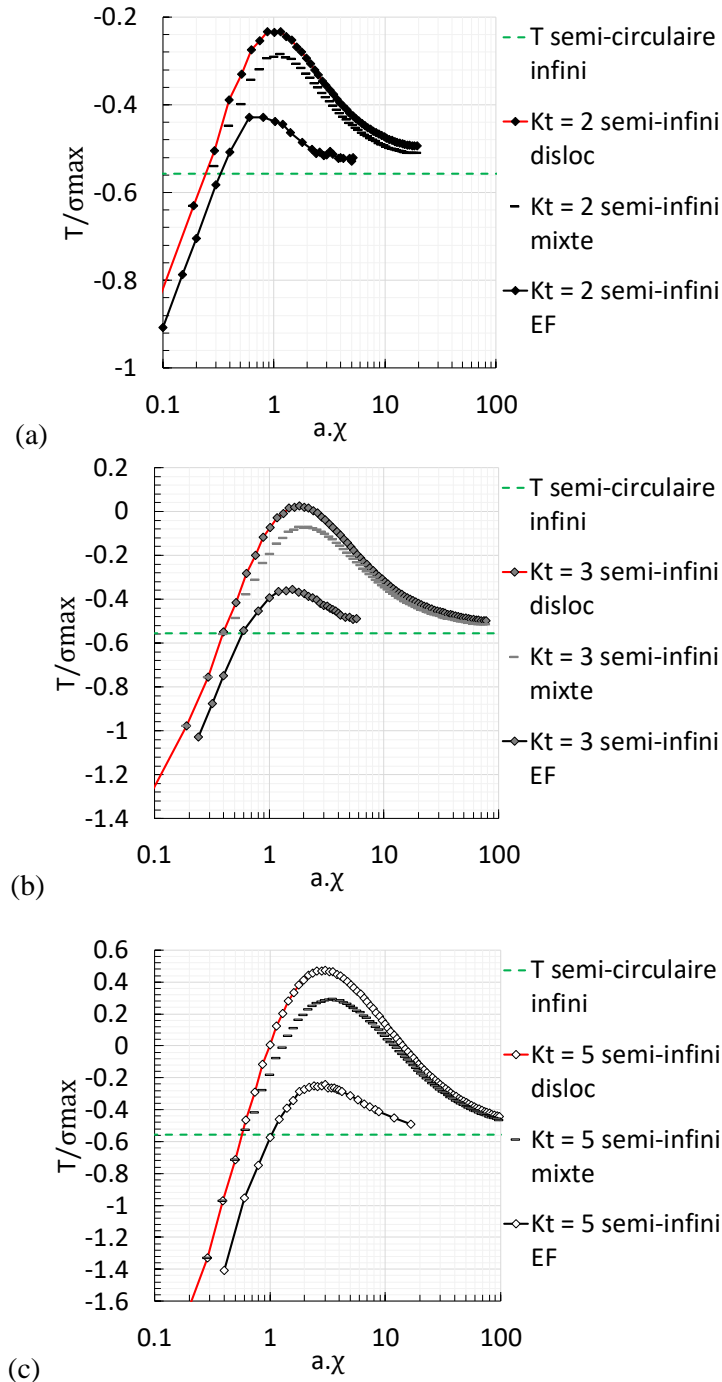 -0.2
-0.4
-0.6
-0.8
-1
T/σmax
0.1
1
10
100
a.χ
T semi-circulaire
infini
Kt = 2 semi-infini
disloc
Kt = 2 semi-infini
mixte
Kt = 2 semi-infini
EF
(a)
0.2
0
-0.2
-0.4
-0.6
-0.8
-1
-1.2
-1.4
T/σmax
0.1
1
10
100
a.χ
T semi-circulaire
infini
Kt = 3 semi-infini
disloc
Kt = 3 semi-infini
mixte
Kt = 3 semi-infini
EF
(b)
0.6
0.4
0.2
0
-0.2
-0.4
-0.6
-0.8
-1
-1.2
-1.4
-1.6
T/σmax
0.1
1
10
100
a.χ
T semi-circulaire
infini
Kt = 5 semi-infini
disloc
Kt = 5 semi-infini
mixte
Kt = 5 semi-infini
EF
(c)